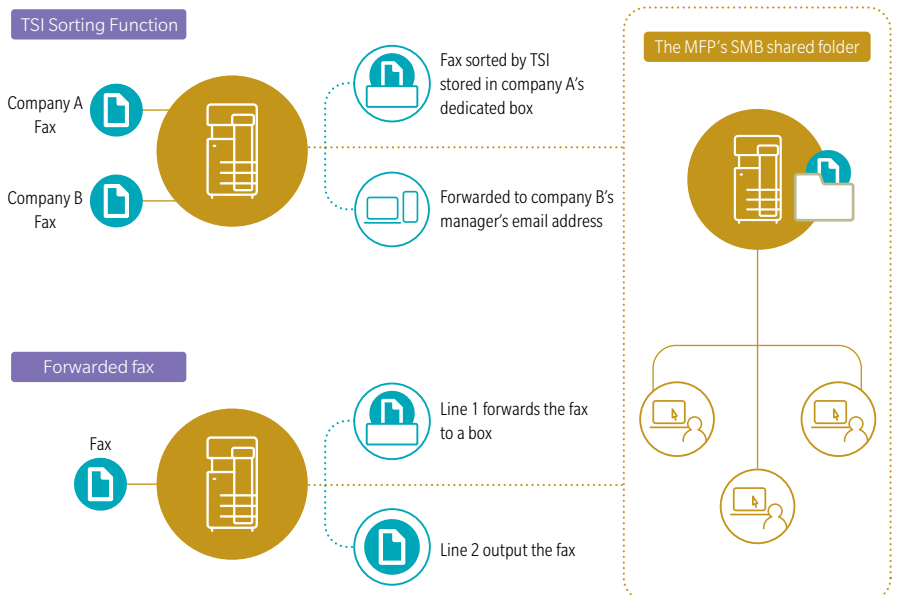 TSI Sorting Function
Company A
Fax
Company B
Fax
Fax sorted by TSI
stored in company A's
dedicated box
Forwarded to company B's
manager's email address
Forwarded fax
Fax
Line 1 forwards the fax
to a box
Line 2 output the fax
The MFP's SMB shared folder